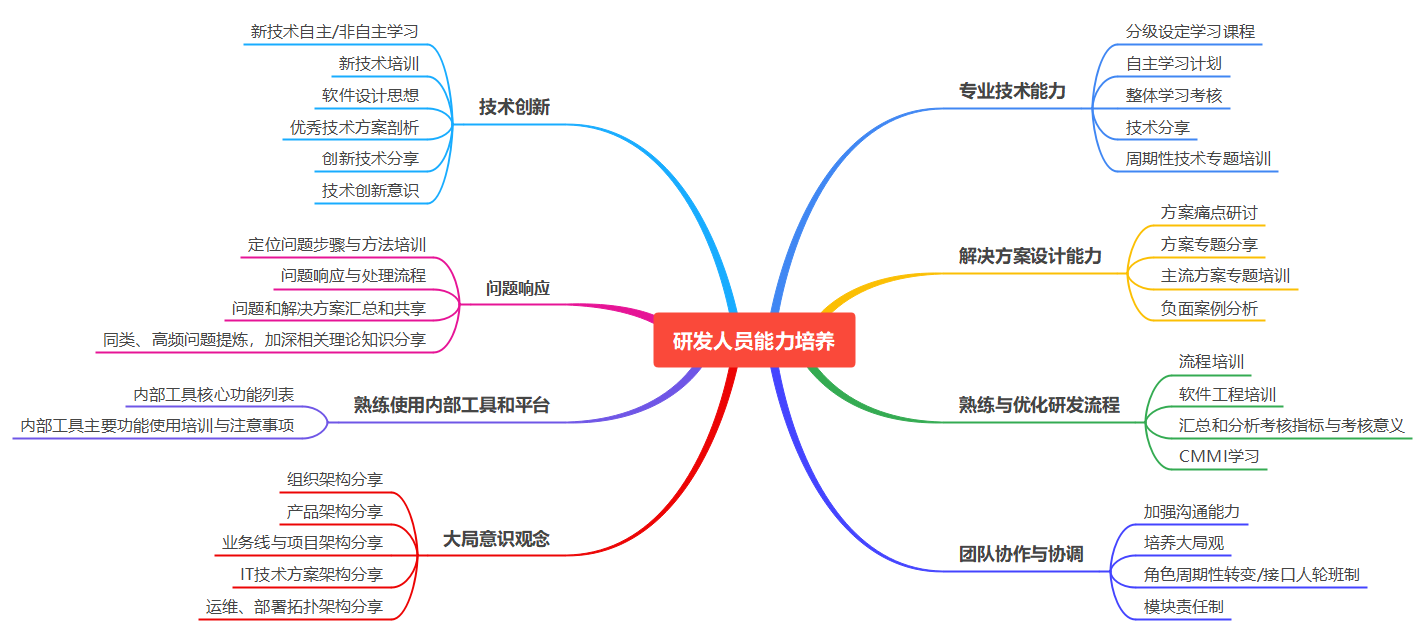 研发人员能力培养
专业技术能力
分级设定学习课程
自主学习计划
整体学习考核
技术分享
周期性技术专题培训
解决方案设计能力
方案痛点研讨
方案专题分享
主流方案专题培训
负面案例分析
熟练与优化研发流程
流程培训
软件工程培训
汇总和分析考核指标与考核意义
CMMI学习
团队协作与协调
加强沟通能力
培养大局观
角色周期性转变/接口人轮班制
模块责任制
技术创新
新技术自主/非自主学习
新技术培训
软件设计思想
优秀技术方案剖析
创新技术分享
技术创新意识
问题响应
定位问题步骤与方法培训
问题响应与处理流程
问题和解决方案汇总和共享
同类、高频问题提炼，加深相关理论知识分享
熟练使用内部工具和平台
内部工具核心功能列表
内部工具主要功能使用培训与注意事项
大局意识观念
组织架构分享
产品架构分享
业务线与项目架构分享
IT技术方案架构分享
运维、部署拓扑架构分享